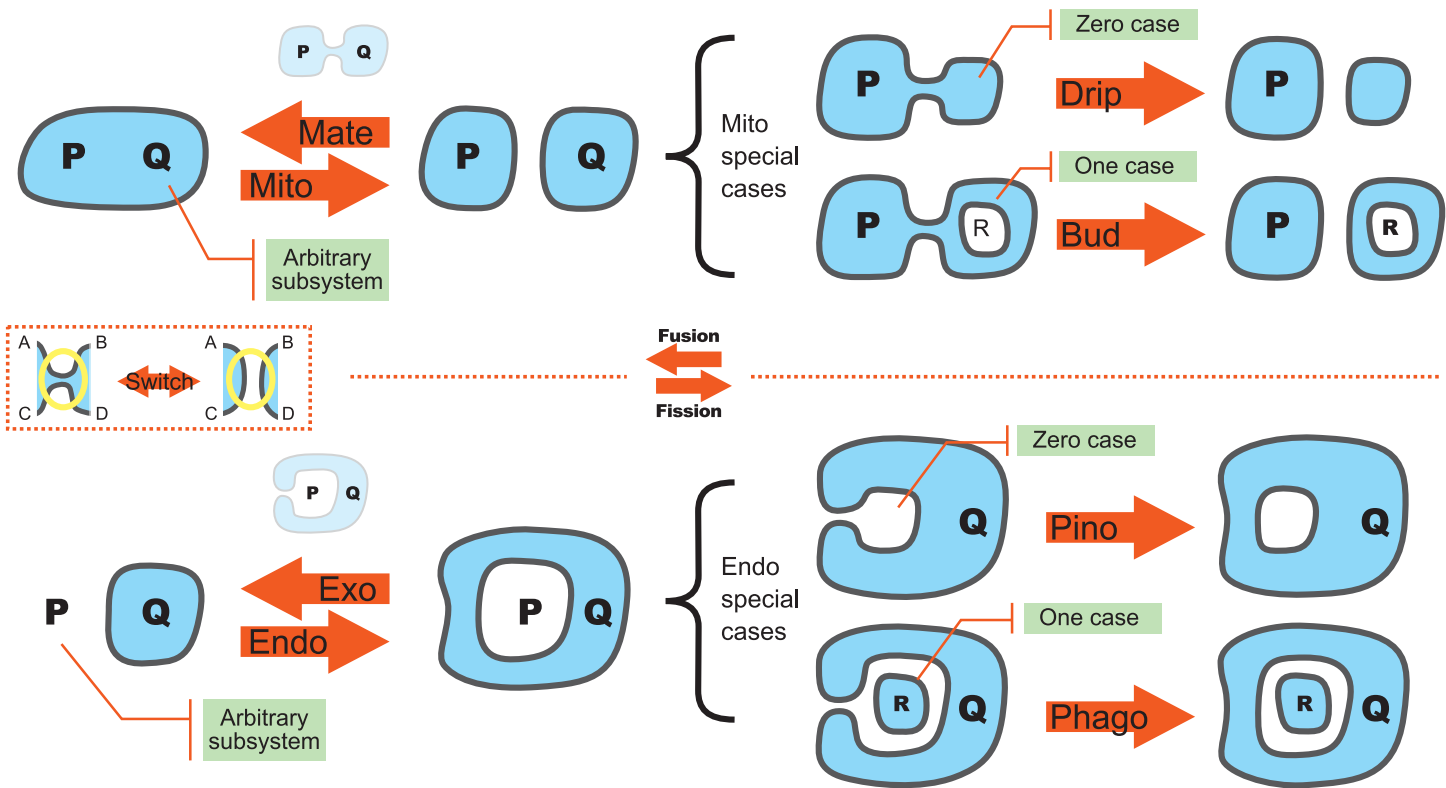 P Q
Mate
P Q
Mito
P Q
Arbitrary
subsystem
Mito
special
cases
Zero case
P
Drip
P
One case
P R
Bud
P R
A B
C D
Switch
A B
C D
Fusion
Fission
P Q
P Q
Exo
Endo
P Q
Arbitrary
subsystem
Endo
special
cases
Zero case
Q
Pino
Q
One case
R Q
Phago
R Q